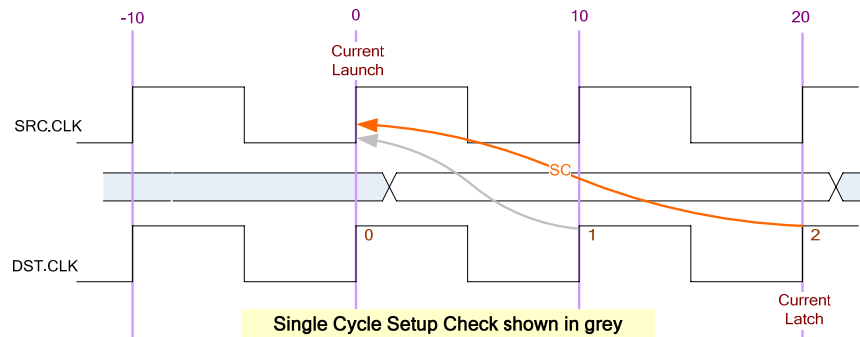 -10
0
10
20
Current
Launch
SRC.CLK
SC
0
1
2
DST.CLK
Current
Latch
Single Cycle Setup Check shown in grey